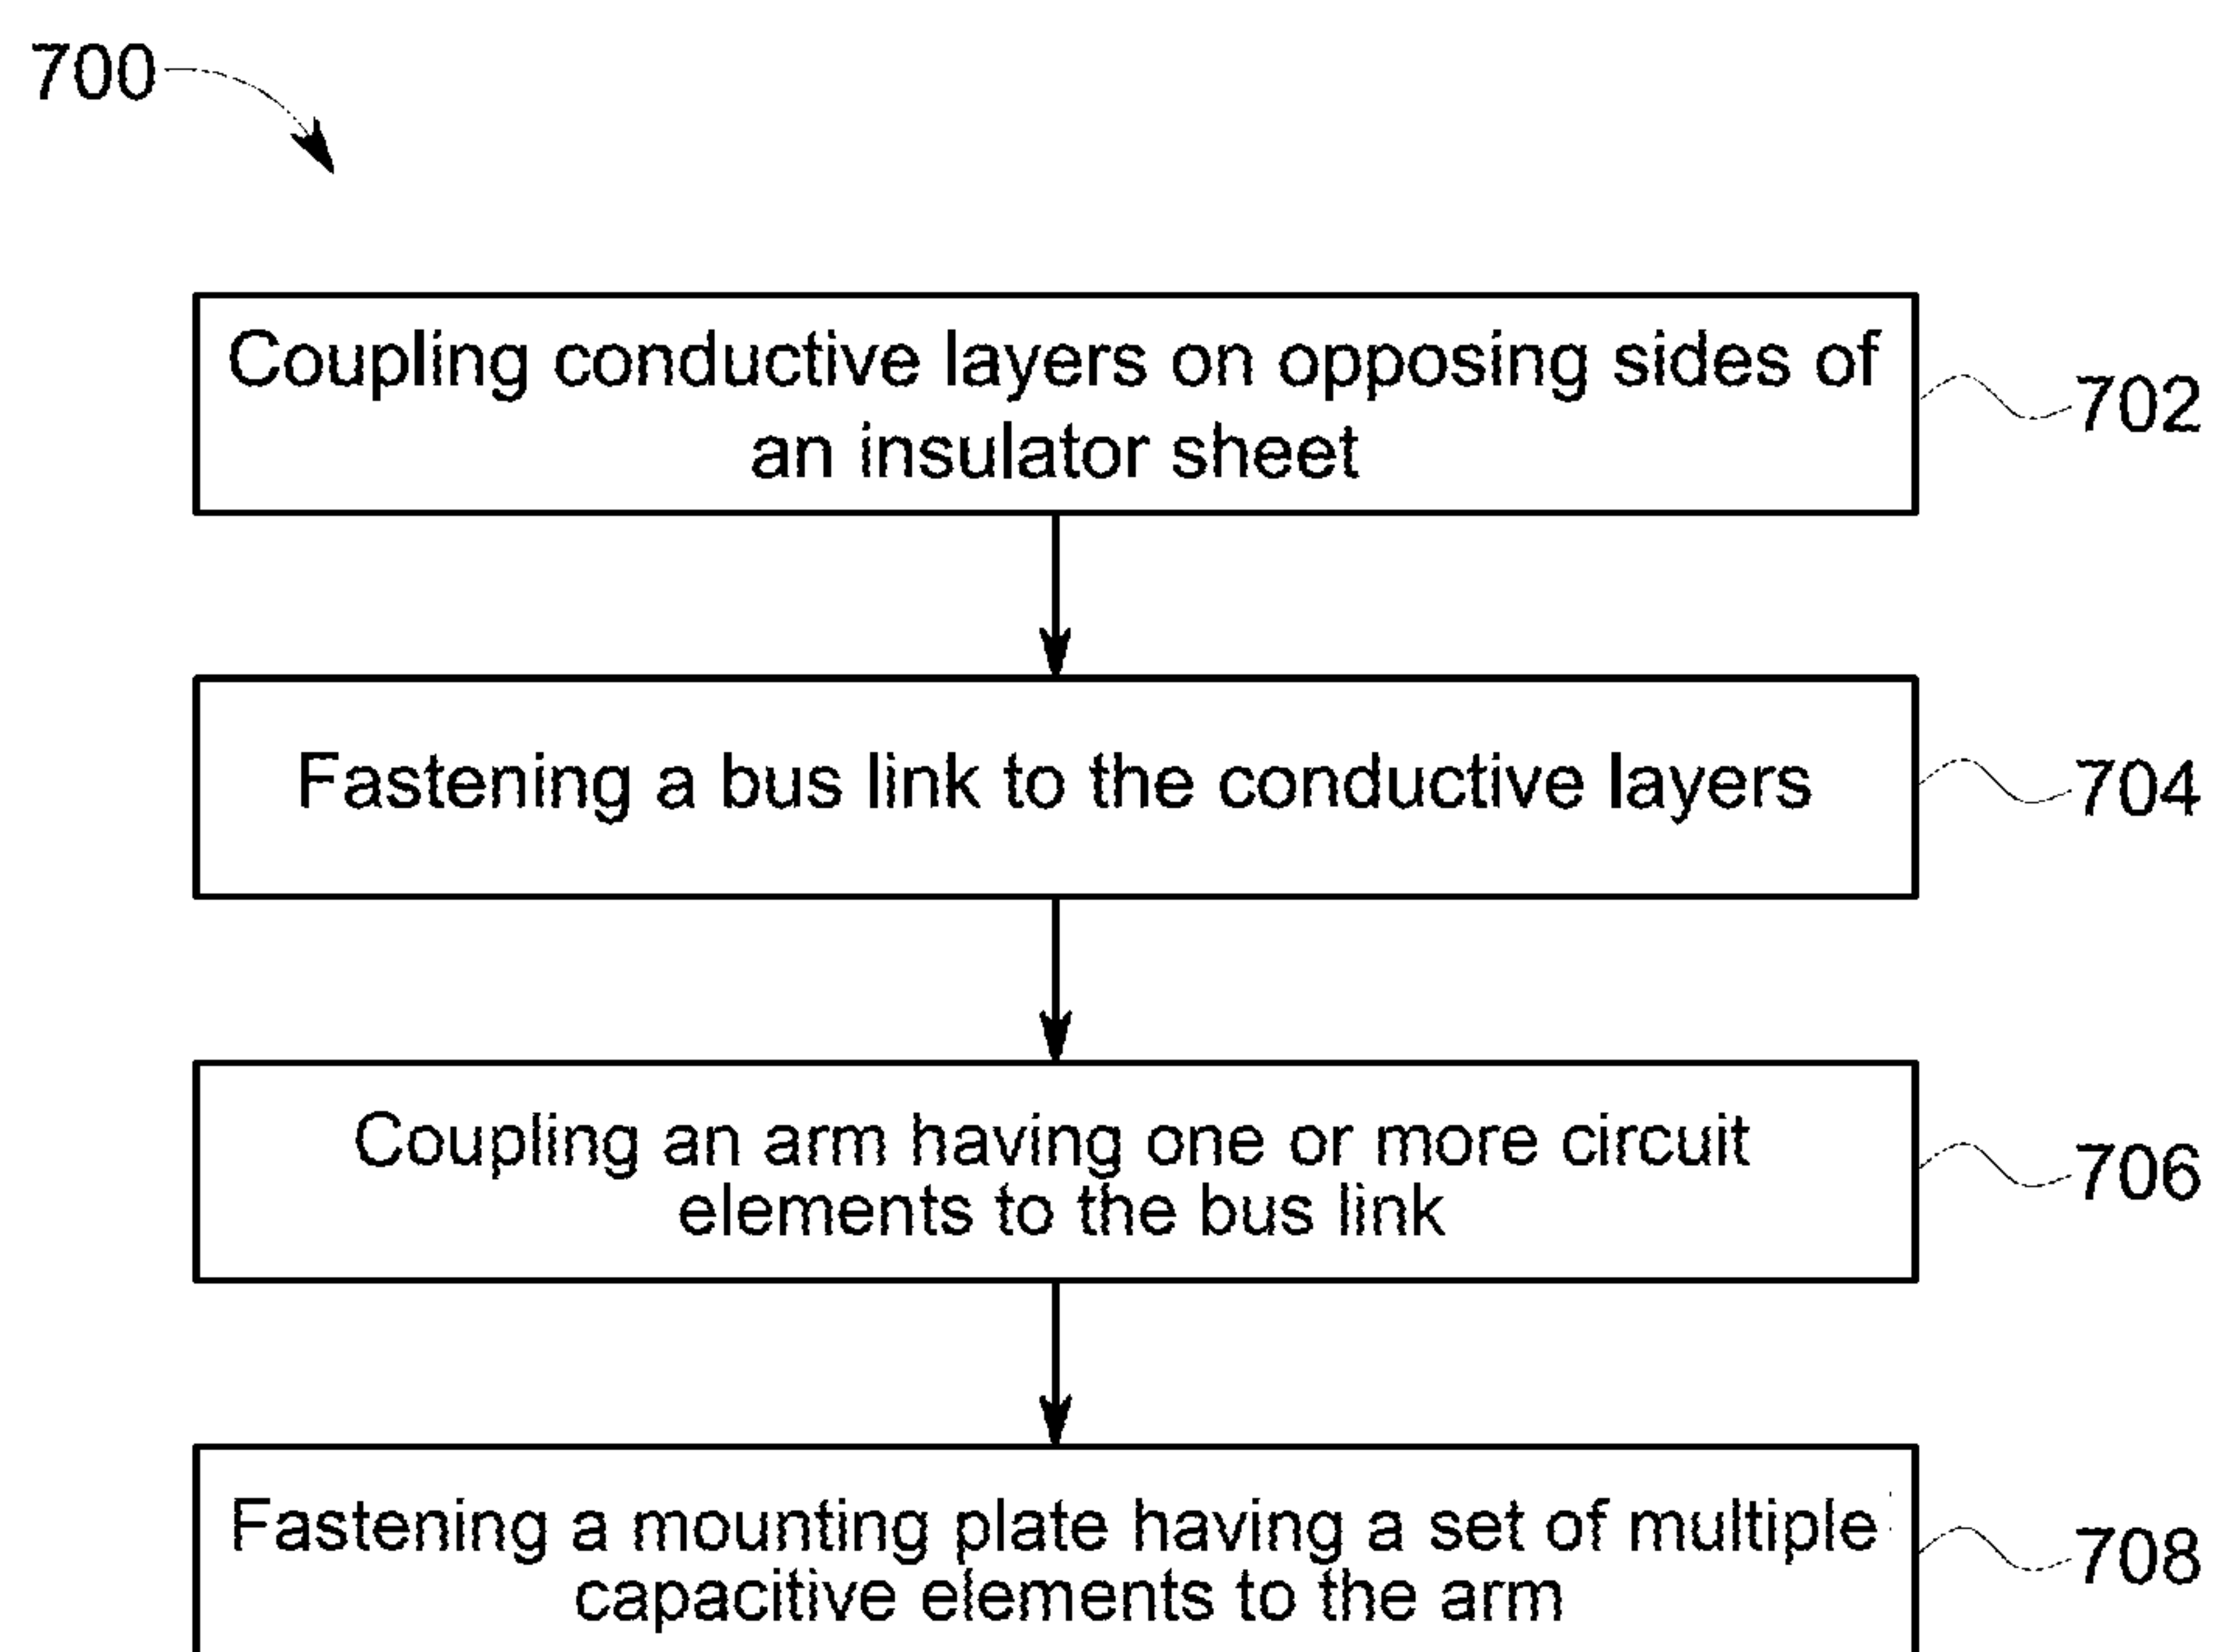 700
Coupling conductive layers on opposing sides of
an insulator sheet
702
Fastening a bus link to the conductive layers
704
Coupling an arm having one or more circuit
elements to the bus link
706
Fastening a mounting plate having a set of multiple
capacitive elements to the arm
708